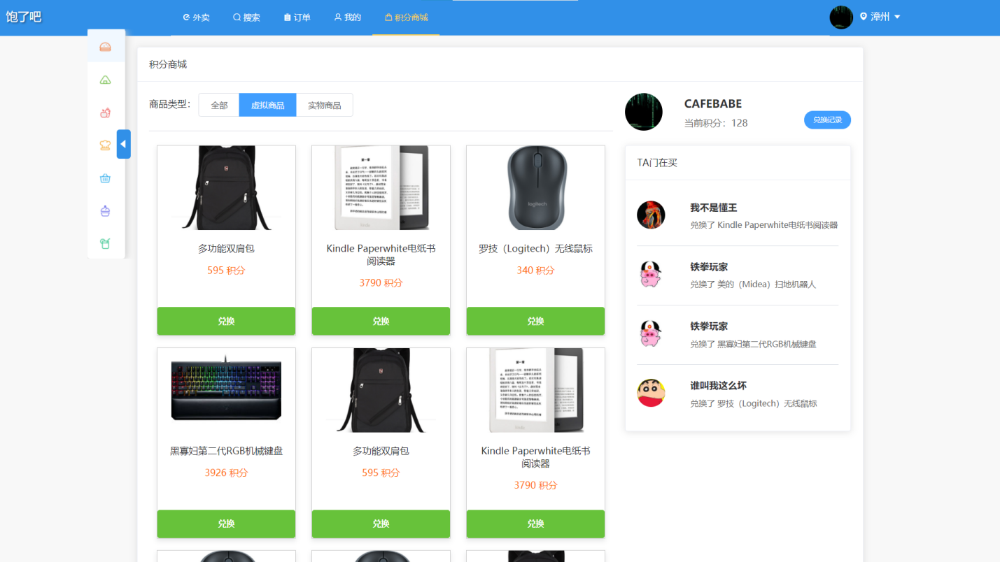 饱了吧
外卖
搜索
订单
我的
积分商城
漳州
积分商城
商品类型：
全部
虚拟商品
实物商品
CAFEBABE
当前积分：128
兑换记录
多功能双肩包
595 积分
兑换
Kindle Paperwhite电纸书
阅读器
3790 积分
兑换
logitech
罗技（Logitech）无线鼠标
340 积分
兑换
黑寡妇第二代RGB机械键盘
3926 积分
兑换
多功能双肩包
595 积分
兑换
Kindle Paperwhite电纸书
阅读器
3790 积分
兑换
TA门在买
我不是懂王
兑换了 Kindle Paperwhite电纸书阅读器
铁拳玩家
兑换了 美的（Midea）扫地机器人
铁拳玩家
兑换了 黑寡妇第二代RGB机械键盘
谁叫我这么坏
兑换了 罗技（Logitech）无线鼠标